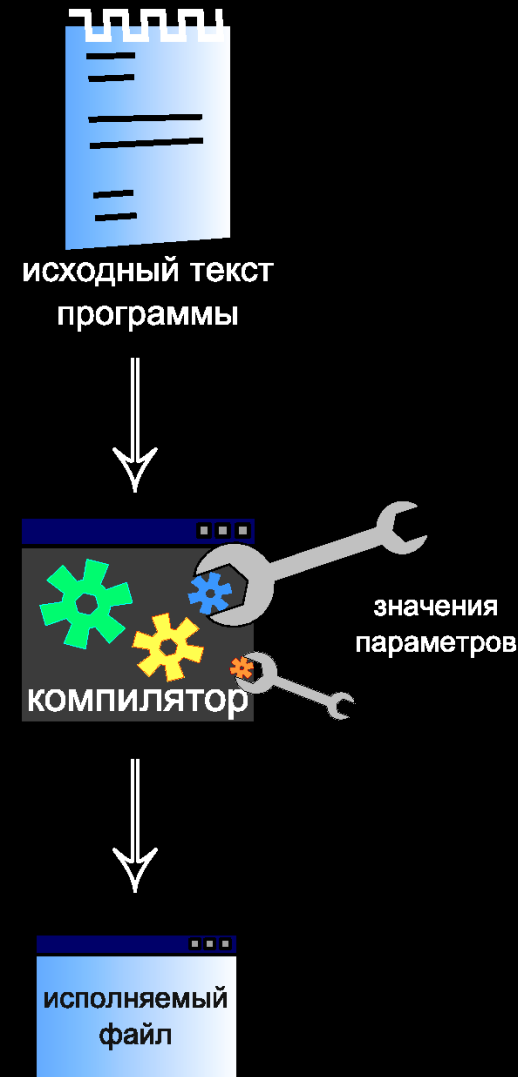 исходный текст
программы
значения
параметров
компилятор
исполняемый
файл